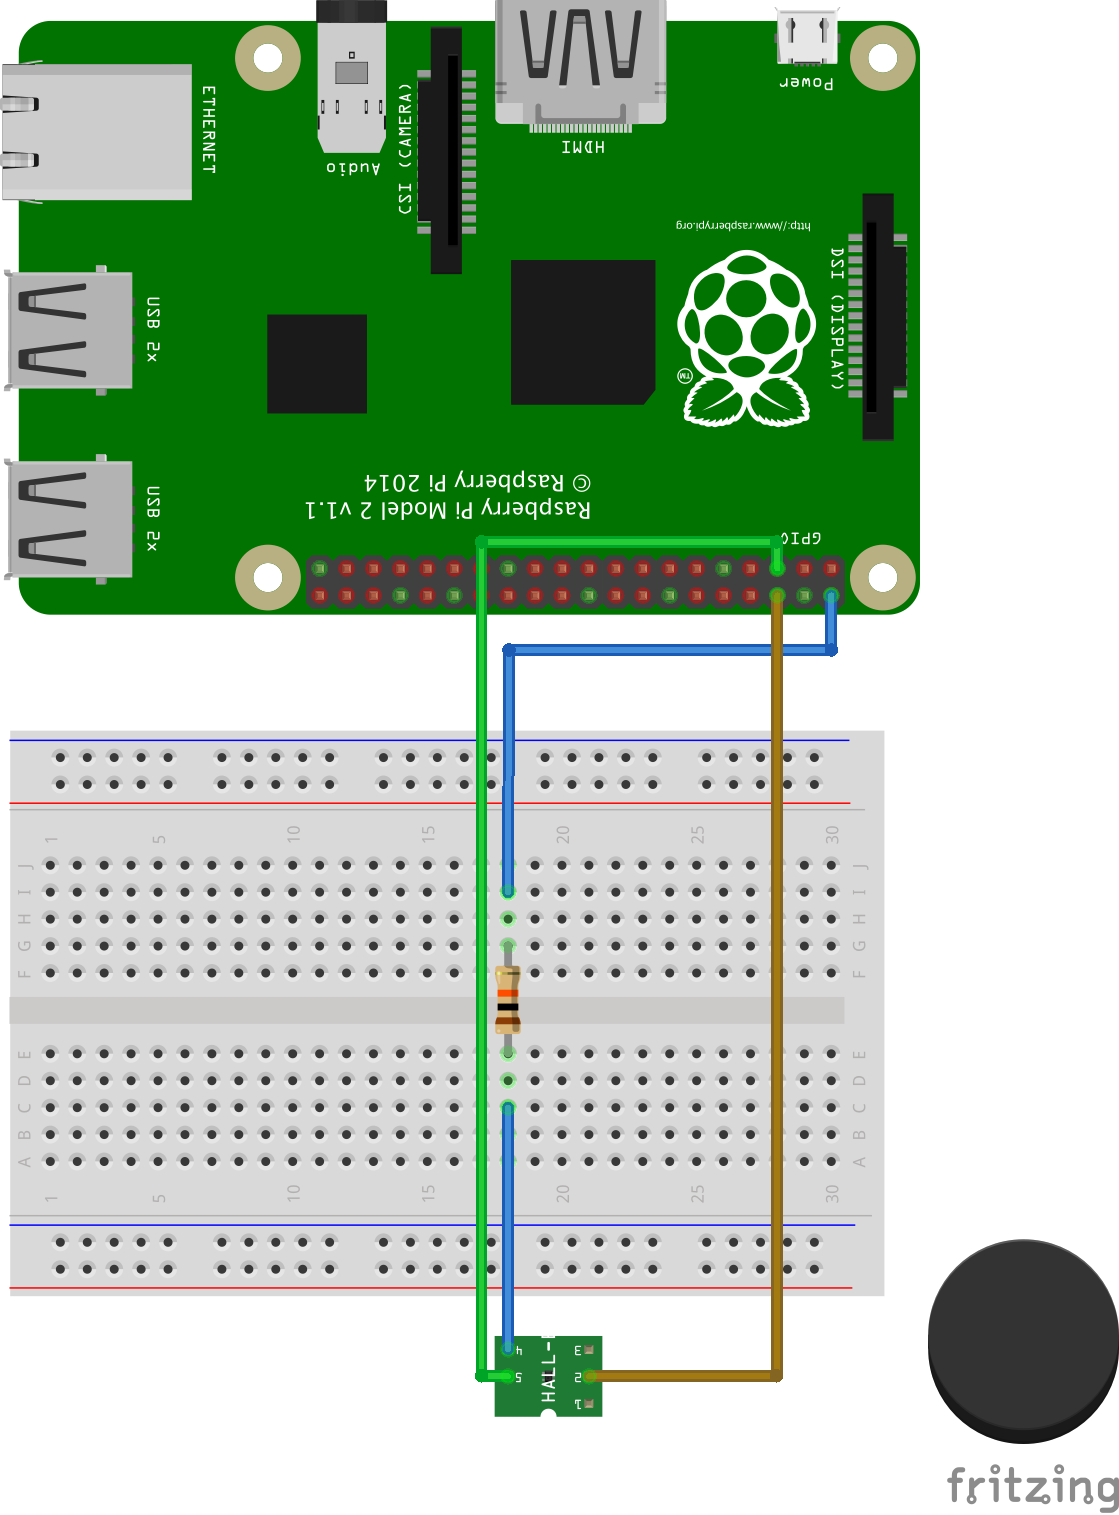 Power
ETHERNET
CSI (CAMERA)
HDMI
Audio
http://www.raspberrypi.org
DSI (DISPLAY)
USB 2x
TM
© Raspberry Pi 2014
Raspberry Pi Model 2 v1.1
USB 2x
GPIO
1 5 10 15 20 25 30
J J
I I
H H
G G
F F
E E
D D
C C
B B
A A
1 5 10 15 20 25 30
4 3
5 HALL- 2
1
fritzing